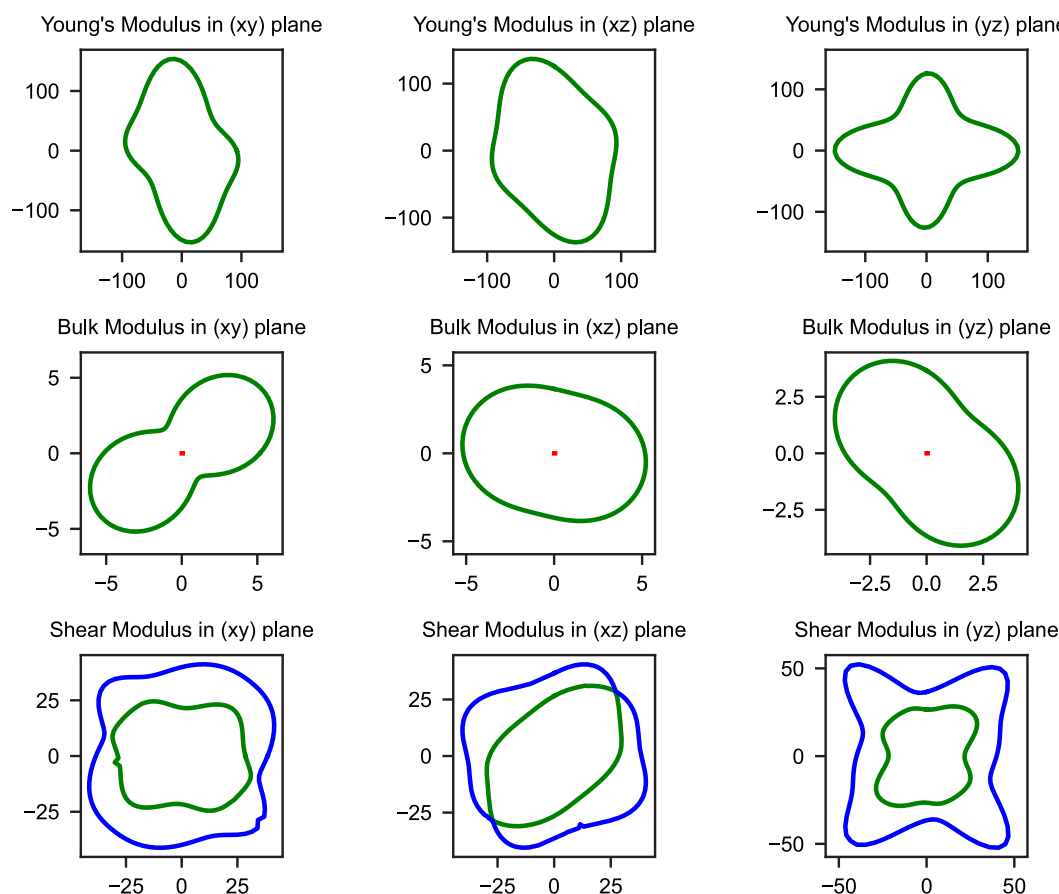 Young's Modulus in (xy) plane
Young's Modulus in (xz) plane
Young's Modulus in (yz) plane
100
0
−100
−100 0 100
100
0
−100
−100 0 100
100
0
−100
−100 0 100
Bulk Modulus in (xy) plane
Bulk Modulus in (xz) plane
Bulk Modulus in (yz) plane
5
0
−5
−5 0 5
5
0
−5
−5 0 5
2.5
0.0
−2.5
−2.5 0.0 2.5
Shear Modulus in (xy) plane
Shear Modulus in (xz) plane
Shear Modulus in (yz) plane
25
0
−25
−25 0 25
25
0
−25
−25 0 25
50
0
−50
−50 0 50